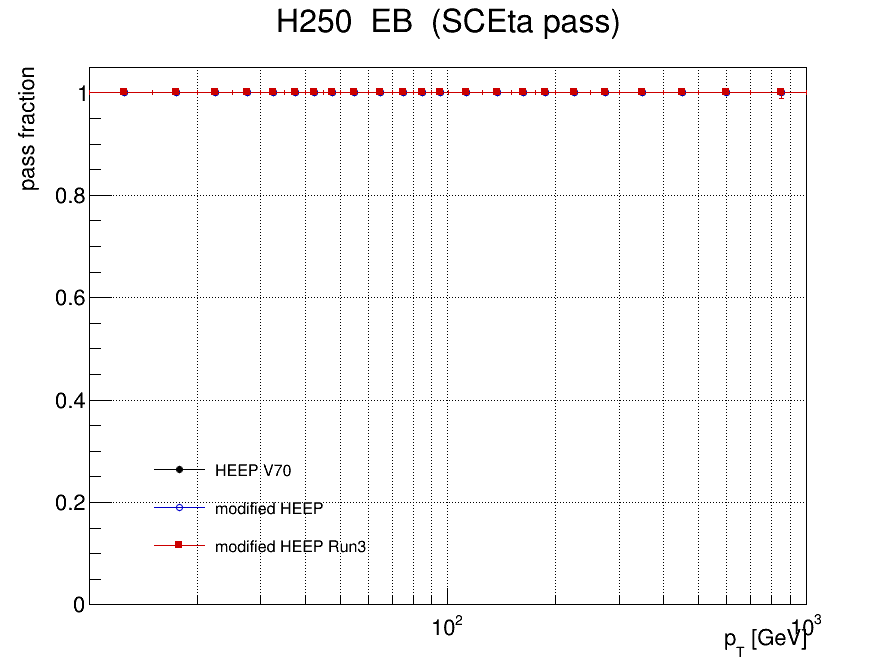 H250 EB (SCEta pass)
pass fraction
1
0.8
0.6
0.4
0.2
0
HEEP V70
modified HEEP
modified HEEP Run3
10²
10³
p_T [GeV]